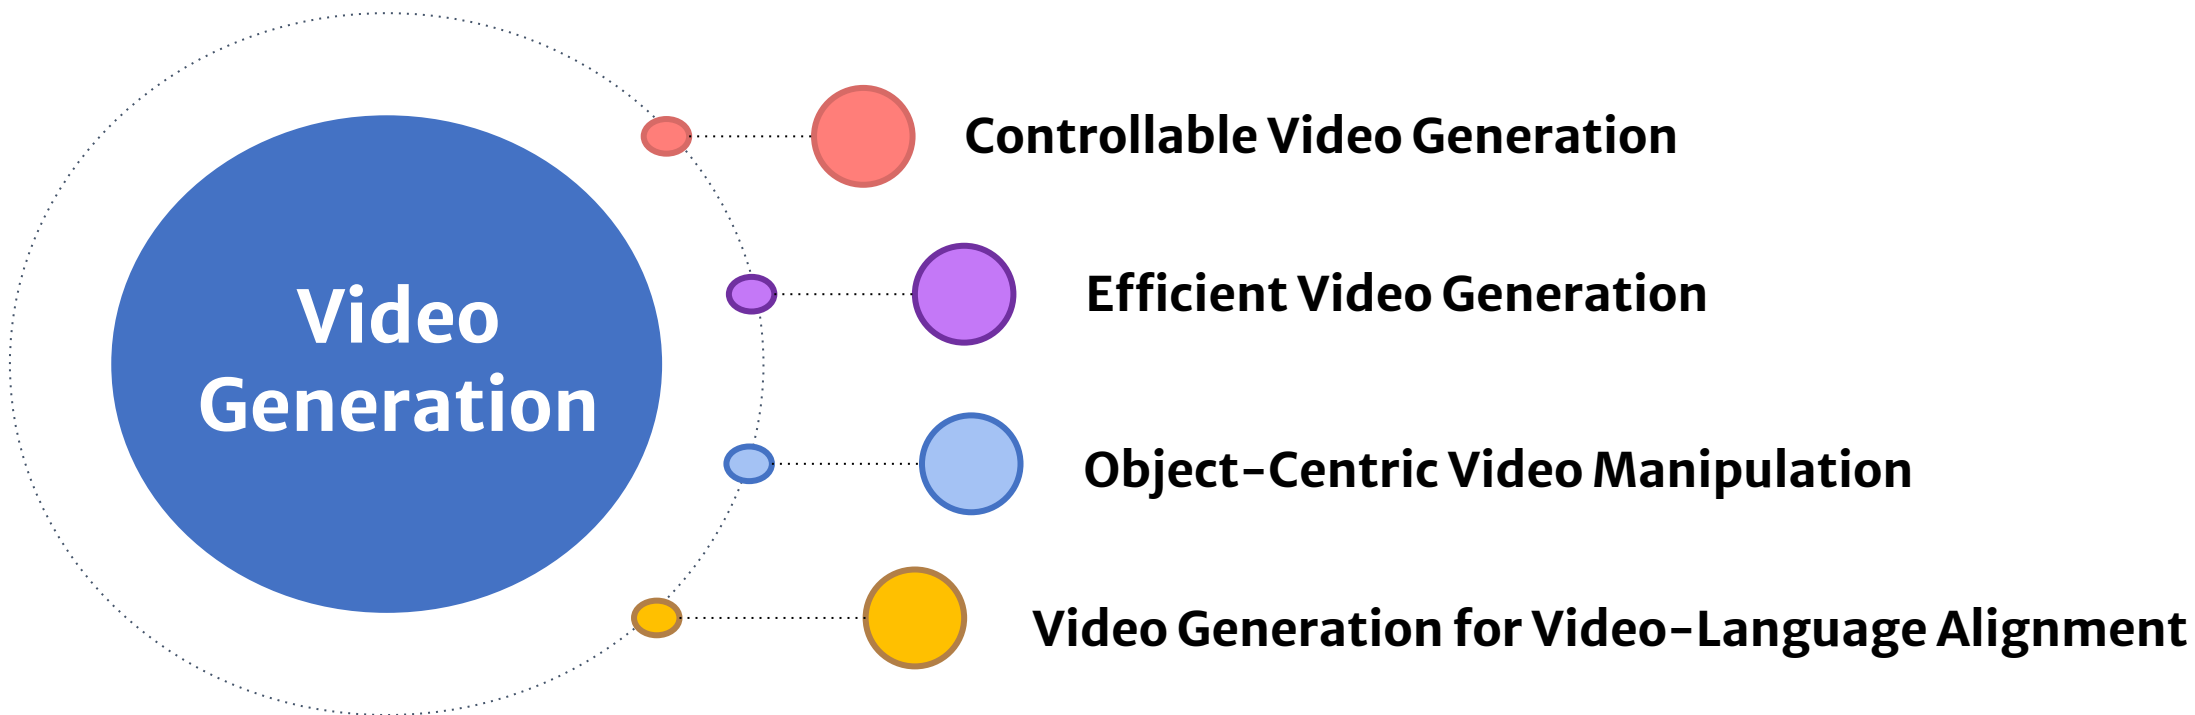 Video
Generation
Controllable Video Generation
Efficient Video Generation
Object-Centric Video Manipulation
Video Generation for Video-Language Alignment